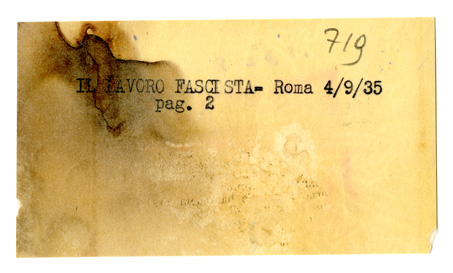 719
IL LAVORO FASCISTA= Roma 4/9/35
pag. 2